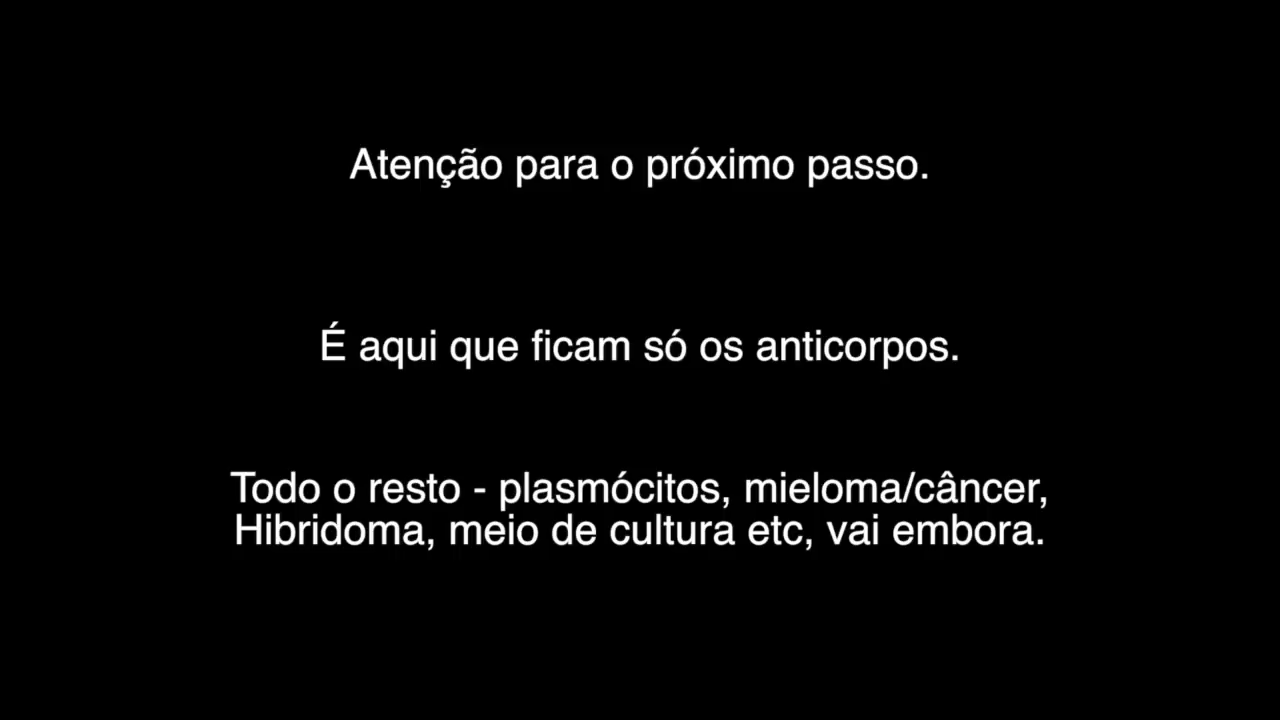 Atenção para o próximo passo.
É aqui que ficam só os anticorpos.
Todo o resto - plasmócitos, mieloma/câncer,
Hibridoma, meio de cultura etc, vai embora.